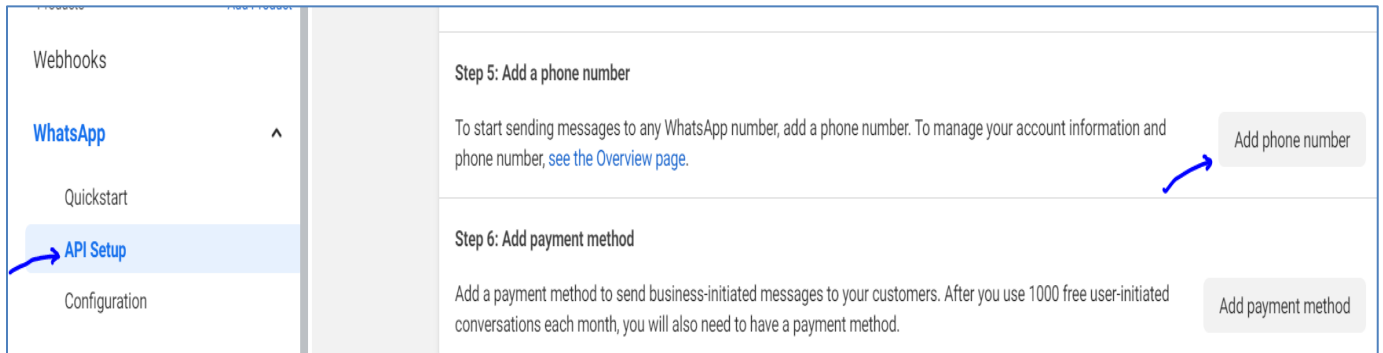 Webhooks
WhatsApp
Quickstart
API Setup
Configuration
Step 5: Add a phone number
To start sending messages to any WhatsApp number, add a phone number. To manage your account information and
phone number, see the Overview page.
Add phone number
Step 6: Add payment method
Add a payment method to send business-initiated messages to your customers. After you use 1000 free user-initiated
conversations each month, you will also need to have a payment method.
Add payment method